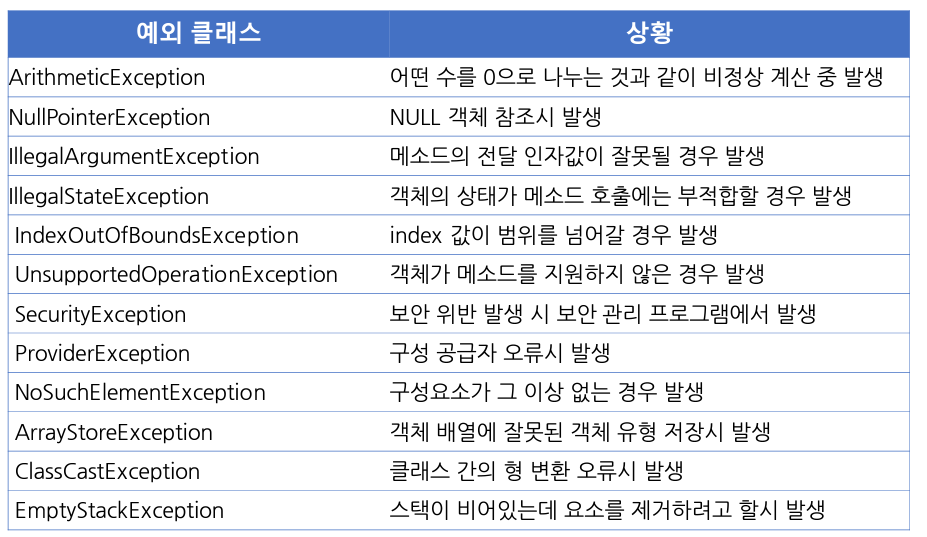 예외 클래스 상황
ArithmeticException 어떤 수를 0으로 나누는 것과 같이 비정상 계산 중 발생
NullPointerException NULL 객체 참조시 발생
IllegalArgumentException 메소드의 전달 인자값이 잘못될 경우 발생
IllegalStateException 객체의 상태가 메소드 호출에는 부적합할 경우 발생
IndexOutOfBoundsException index 값이 범위를 넘어갈 경우 발생
UnsupportedOperationException 객체가 메소드를 지원하지 않은 경우 발생
SecurityException 보안 위반 발생 시 보안 관리 프로그램에서 발생
ProviderException 구성 공급자 오류시 발생
NoSuchElementException 구성요소가 그 이상 없는 경우 발생
ArrayStoreException 객체 배열에 잘못된 객체 유형 저장시 발생
ClassCastException 클래스 간의 형 변환 오류시 발생
EmptyStackException 스택이 비어있는데 요소를 제거하려고 할시 발생